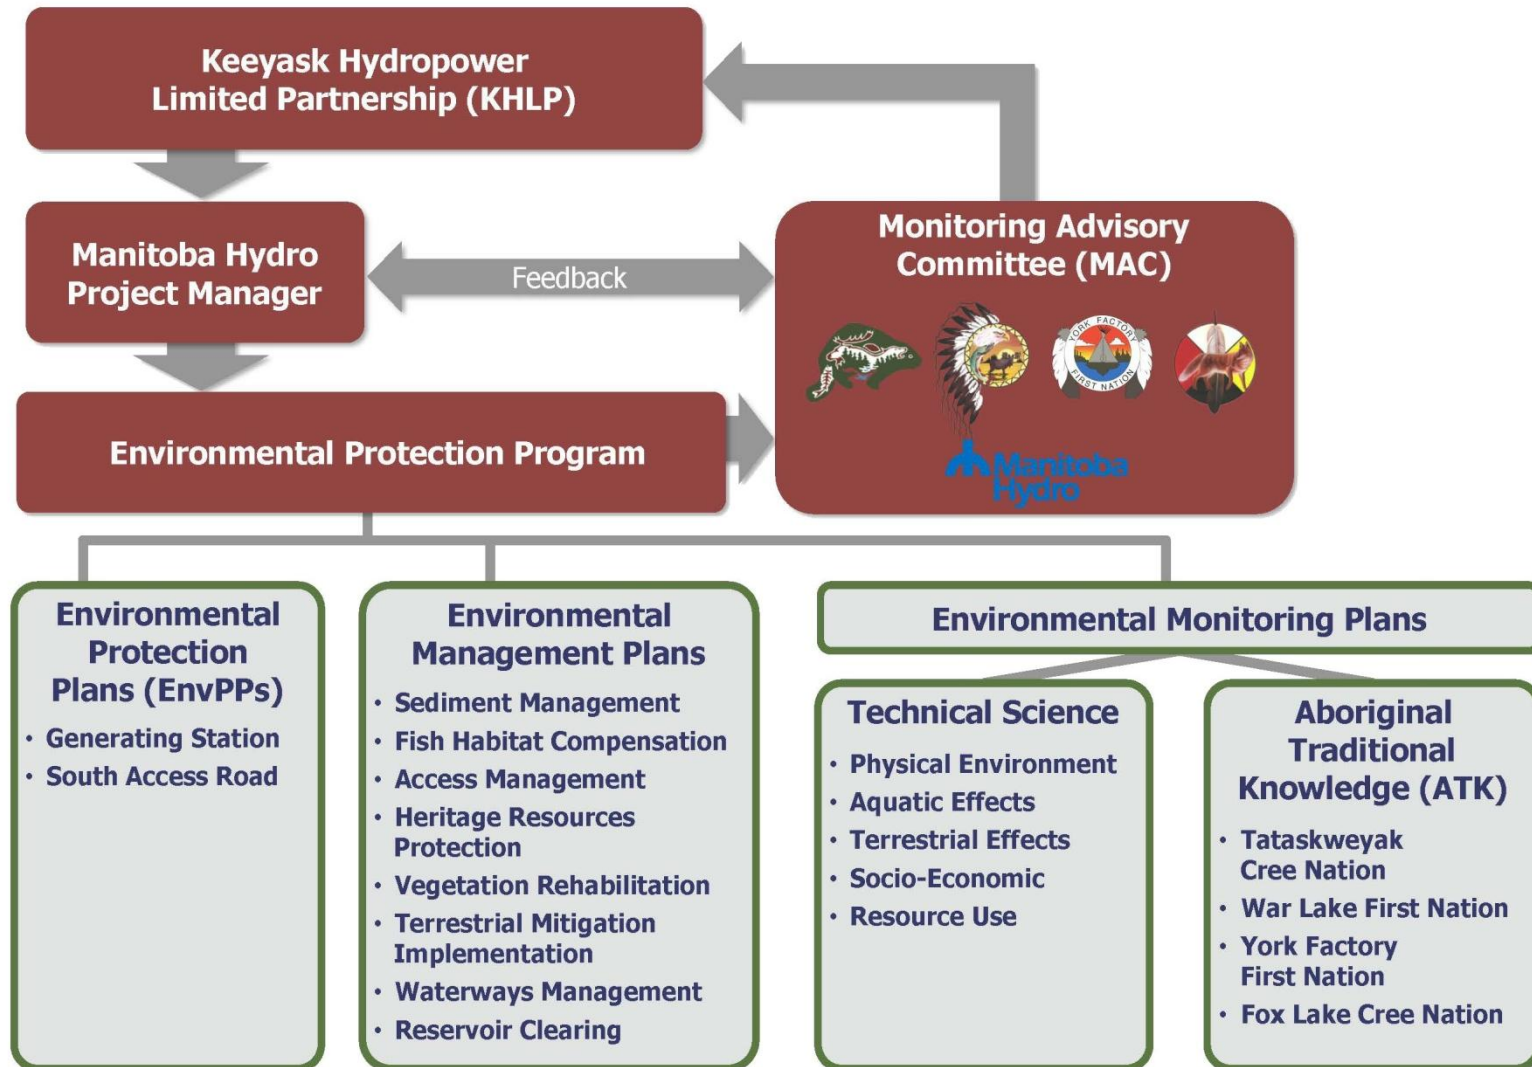 Keeyask Hydropower
Limited Partnership (KHLP)
Manitoba Hydro
Project Manager
Feedback
Monitoring Advisory
Committee (MAC)
YORK FACTORY
FIRST NATION
Manitoba
Hydro
Environmental Protection Program
Environmental
Protection
Plans (EnvPPs)
• Generating Station
• South Access Road
Environmental
Management Plans
• Sediment Management
• Fish Habitat Compensation
• Access Management
• Heritage Resources
Protection
• Vegetation Rehabilitation
• Terrestrial Mitigation
Implementation
• Waterways Management
• Reservoir Clearing
Environmental Monitoring Plans
Technical Science
• Physical Environment
• Aquatic Effects
• Terrestrial Effects
• Socio-Economic
• Resource Use
Aboriginal
Traditional
Knowledge (ATK)
• Tataskweyak
Cree Nation
• War Lake First Nation
• York Factory
First Nation
• Fox Lake Cree Nation